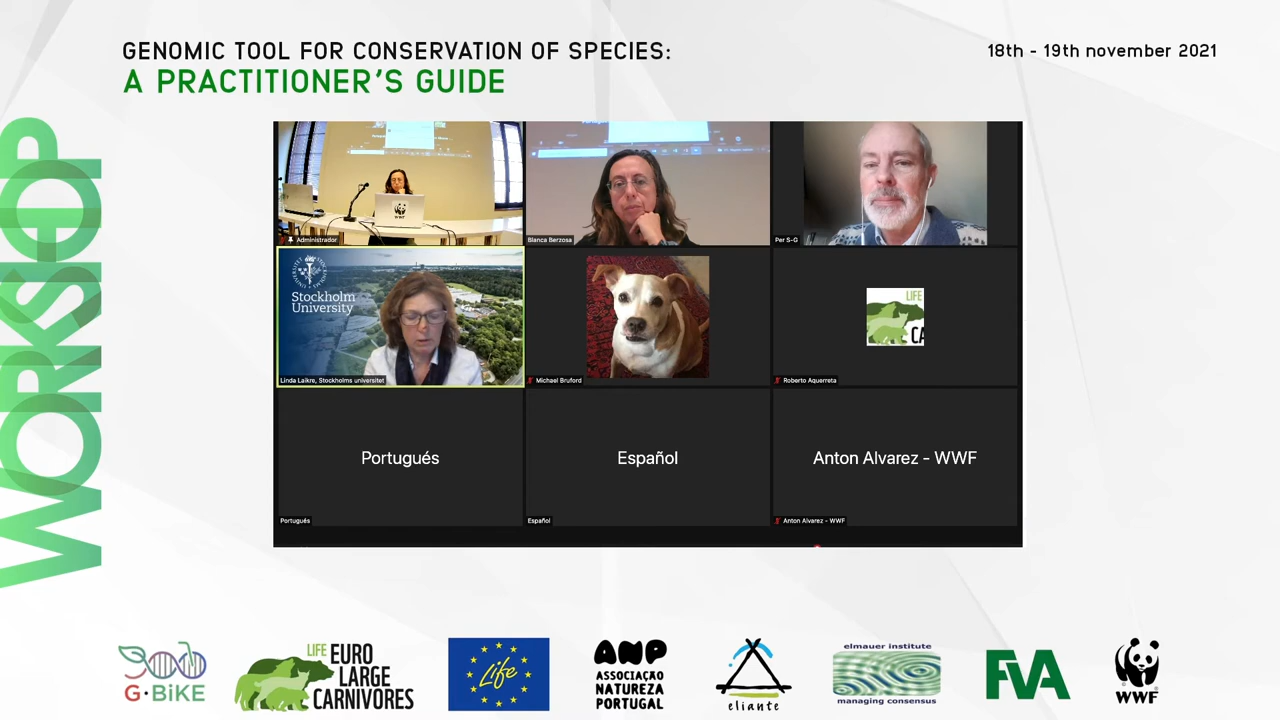 GENOMIC TOOL FOR CONSERVATION OF SPECIES:
A PRACTITIONER'S GUIDE
18th - 19th november 2021
WORKSHOP
WWF
Administrador
Blanca Berzosa
Per S-G
Stockholm
University
Linda Laikre, Stockholms universitet
Michael Bruford
LIFE
CA
Roberto Aquerreta
Portugués
Portugués
Español
Español
Anton Alvarez - WWF
Anton Alvarez - WWF
G·BiKE
LIFE EURO
LARGE
CARNIVORES
Life
ANP
ASSOCIAÇÃO
NATUREZA
PORTUGAL
eliante
elmauer institute
managing consensus
FVA
WWF